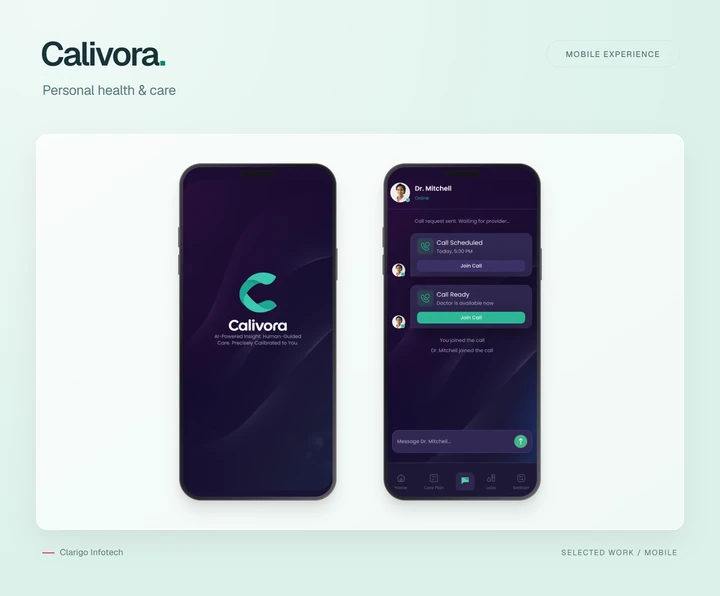 Calivora.
MOBILE EXPERIENCE
Personal health & care
Calivora
AI-Powered Insight. Human-Guided
Care. Precisely Calibrated to You.
Dr. Mitchell
Online
Call request sent. Waiting for provider...
Call Scheduled
Today, 5:30 PM
Join Call
Call Ready
Doctor is available now
Join Call
You joined the call
Dr. Mitchell joined the call
Message Dr. Mitchell...
Home
Care Plan
Labs
Clarigo Infotech
SELECTED WORK / MOBILE